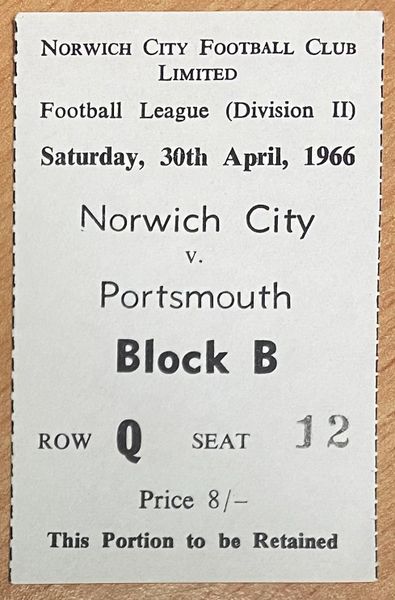 NORWICH CITY FOOTBALL CLUB
LIMITED
Football League (Division II)
Saturday, 30th April, 1966
Norwich City
v.
Portsmouth
Block B
ROW Q SEAT 12
Price 8/–
This Portion to be Retained